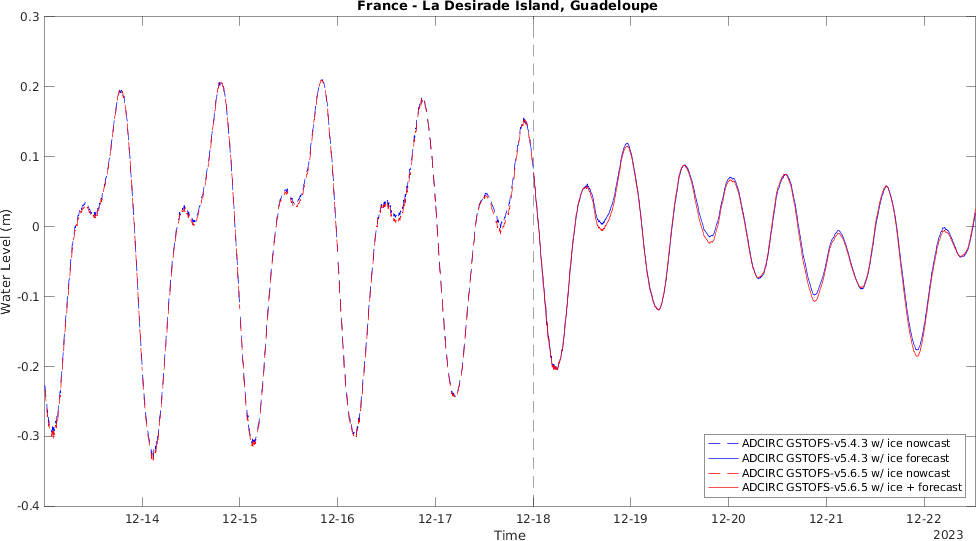 France - La Desirade Island, Guadeloupe
0.3
0.2
0.1
0
-0.1
-0.2
-0.3
-0.4
Water Level (m)
12-14
12-15
12-16
12-17
12-18
12-19
12-20
12-21
12-22
Time
2023
ADCIRC GSTOFS-v5.4.3 w/ ice nowcast
ADCIRC GSTOFS-v5.4.3 w/ ice forecast
ADCIRC GSTOFS-v5.6.5 w/ ice nowcast
ADCIRC GSTOFS-v5.6.5 w/ ice + forecast